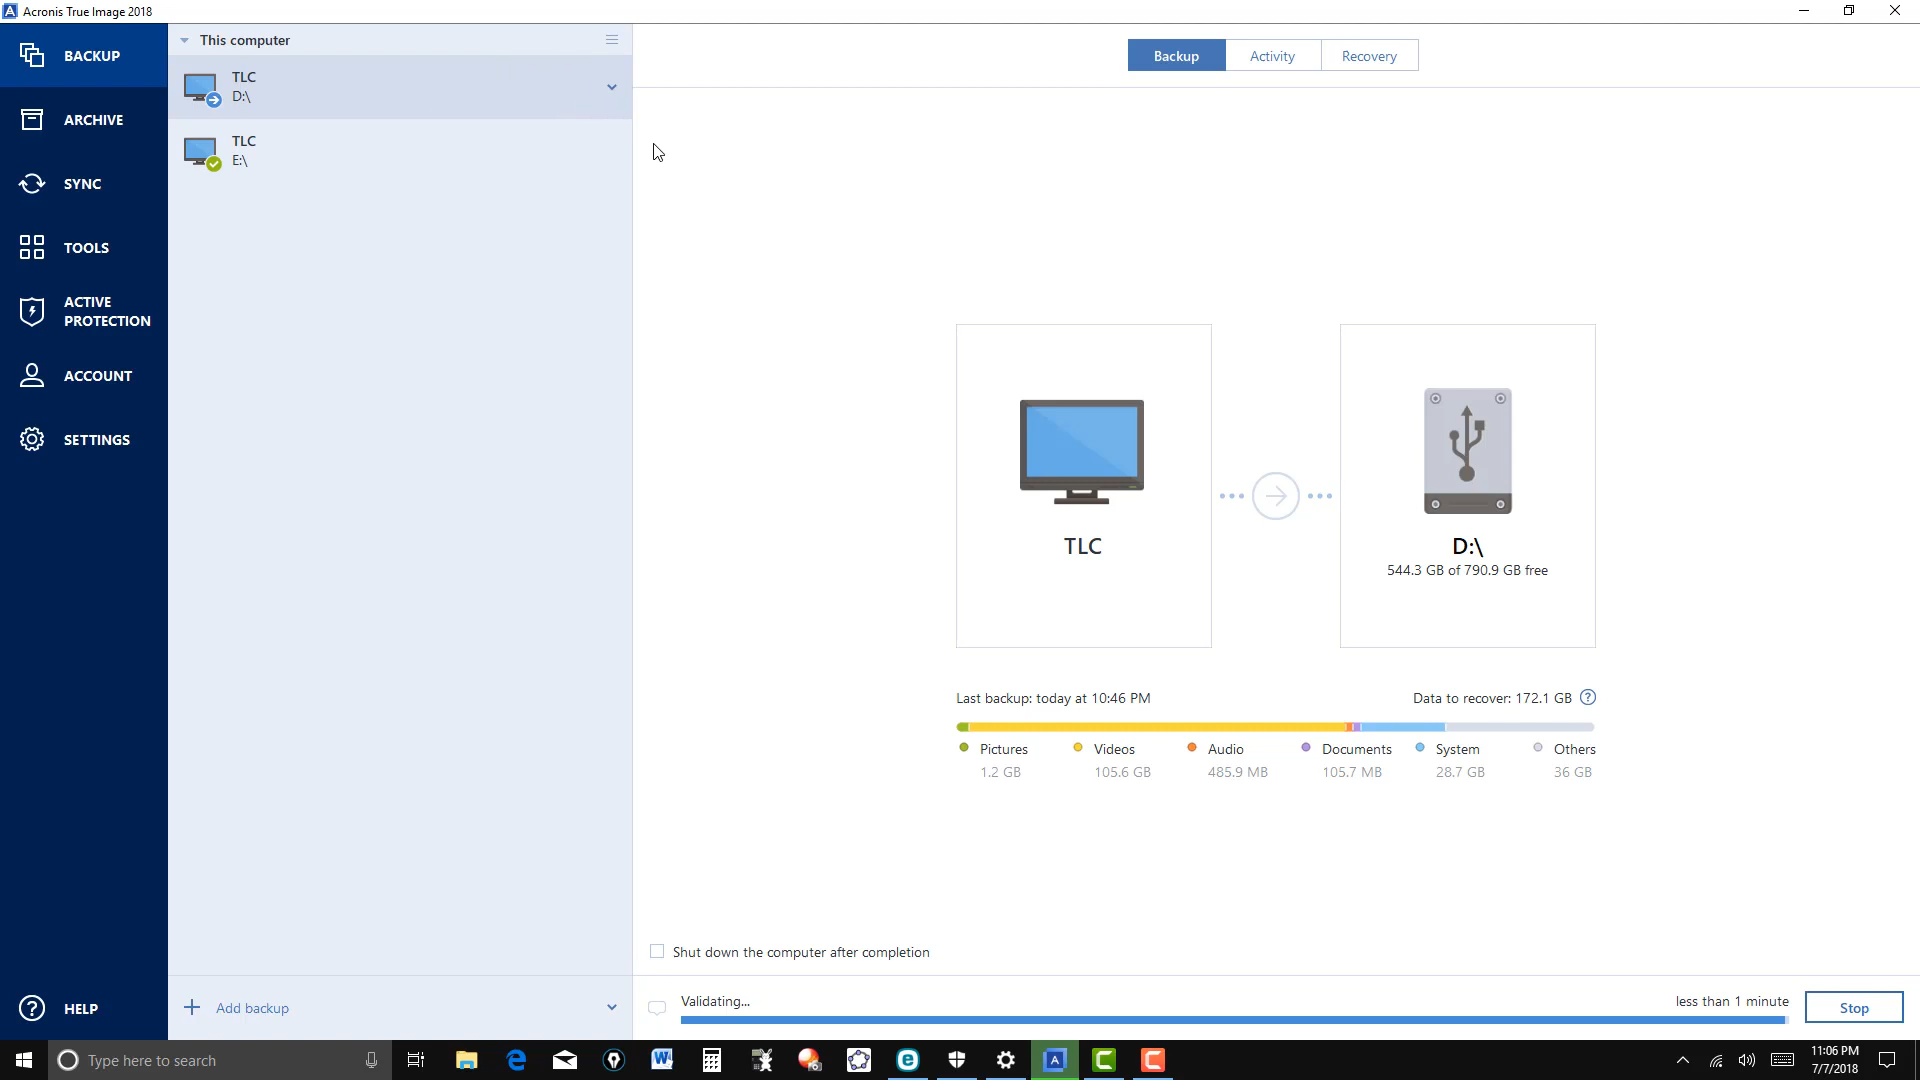 Acronis True Image 2018
BACKUP
ARCHIVE
SYNC
TOOLS
ACTIVE
PROTECTION
ACCOUNT
SETTINGS
HELP
This computer
TLC
D:\
TLC
E:\
Add backup
Backup
Activity
Recovery
TLC
D:\
544.3 GB of 790.9 GB free
Last backup: today at 10:46 PM
Data to recover: 172.1 GB ?
Pictures
1.2 GB
Videos
105.6 GB
Audio
485.9 MB
Documents
105.7 MB
System
28.7 GB
Others
36 GB
Shut down the computer after completion
Validating...
less than 1 minute
Stop
Type here to search
11:06 PM
7/7/2018